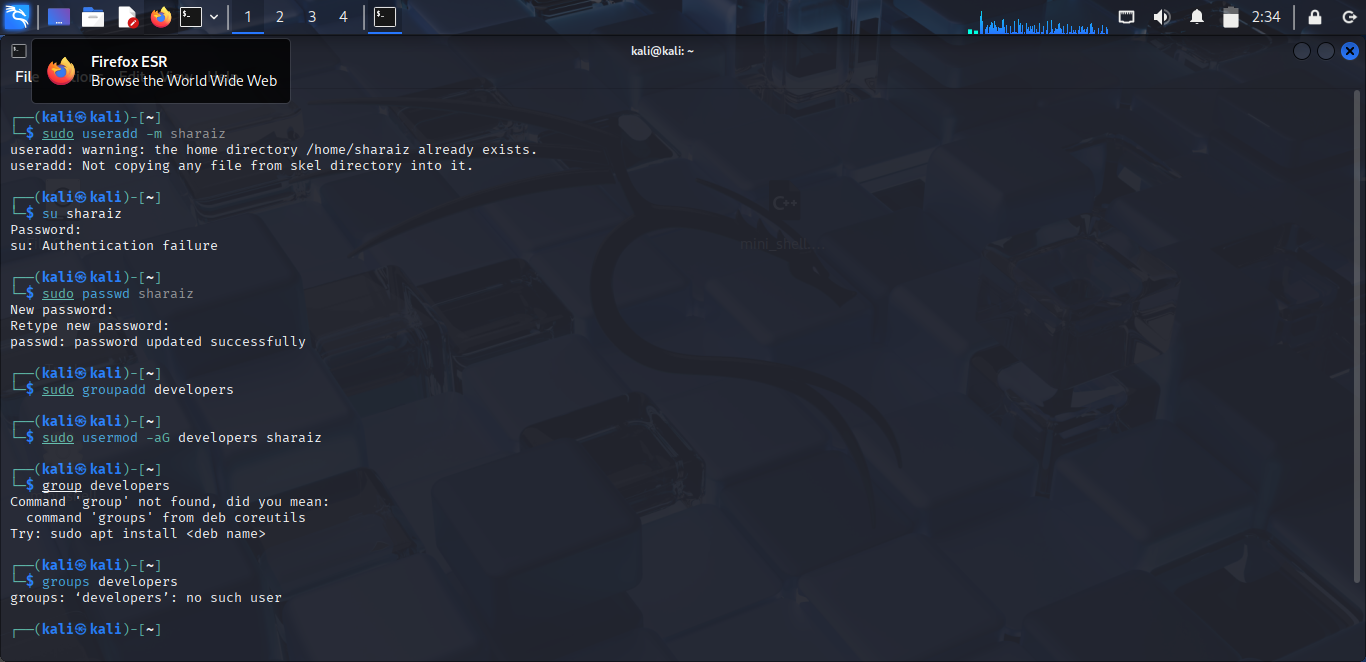 1 2 3 4
2:34
kali@kali: ~
Firefox ESR
Browse the World Wide Web
File
┌──(kali㉿kali)-[~]
└─$ sudo useradd -m sharaiz
useradd: warning: the home directory /home/sharaiz already exists.
useradd: Not copying any file from skel directory into it.
┌──(kali㉿kali)-[~]
└─$ su sharaiz
Password:
su: Authentication failure
┌──(kali㉿kali)-[~]
└─$ sudo passwd sharaiz
New password:
Retype new password:
passwd: password updated successfully
┌──(kali㉿kali)-[~]
└─$ sudo groupadd developers
┌──(kali㉿kali)-[~]
└─$ sudo usermod -aG developers sharaiz
┌──(kali㉿kali)-[~]
└─$ group developers
Command 'group' not found, did you mean:
command 'groups' from deb coreutils
Try: sudo apt install <deb name>
┌──(kali㉿kali)-[~]
└─$ groups developers
groups: ‘developers’: no such user
┌──(kali㉿kali)-[~]
C++
mini_shell...